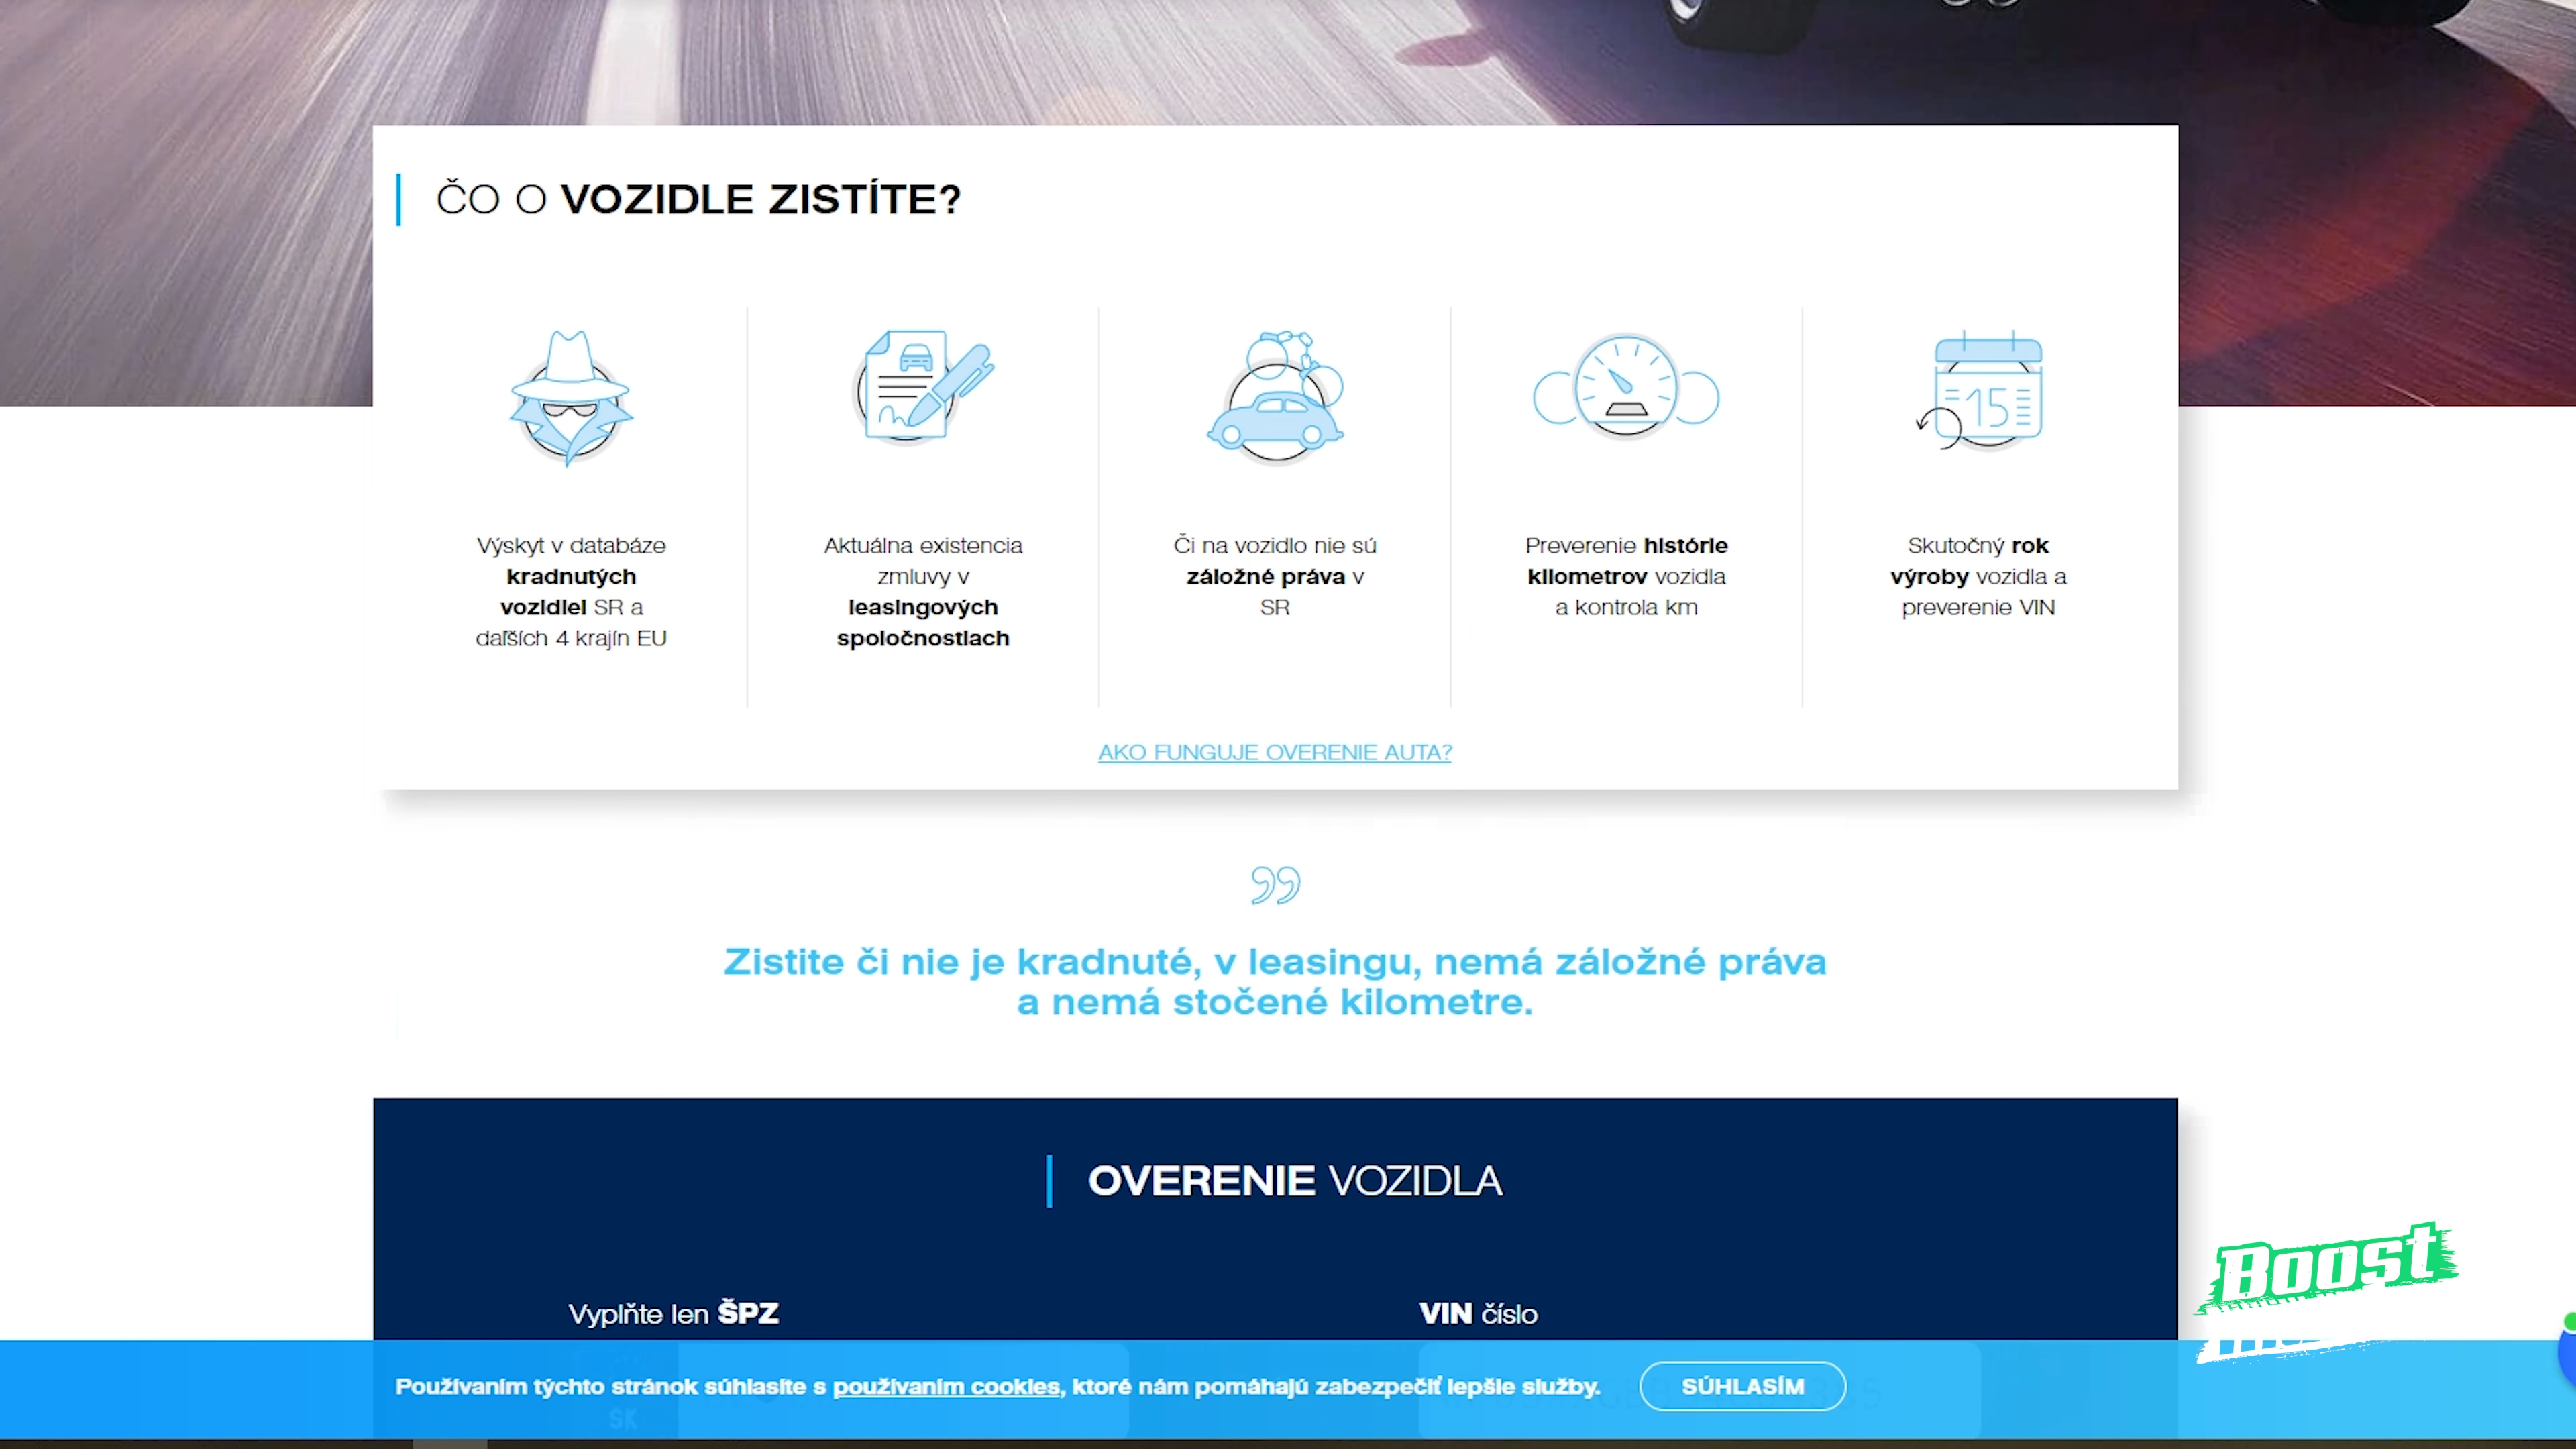 ČO O VOZIDLE ZISTÍTE?
Výskyt v databáze
kradnutých
vozidiel SR a
ďalších 4 krajín EU
Aktuálna existencia
zmluvy v
leasingových
spoločnostiach
Či na vozidlo nie sú
záložné práva v
SR
Preverenie histórie
kilometrov vozidla
a kontrola km
15
Skutočný rok
výroby vozidla a
preverenie VIN
AKO FUNGUJE OVERENIE AUTA?
Zistite či nie je kradnuté, v leasingu, nemá záložné práva
a nemá stočené kilometre.
OVERENIE VOZIDLA
Vyplňte len ŠPZ
VIN číslo
Boost
Používaním týchto stránok súhlasíte s používaním cookies, ktoré nám pomáhajú zabezpečiť lepšie služby.
SÚHLASÍM
SK